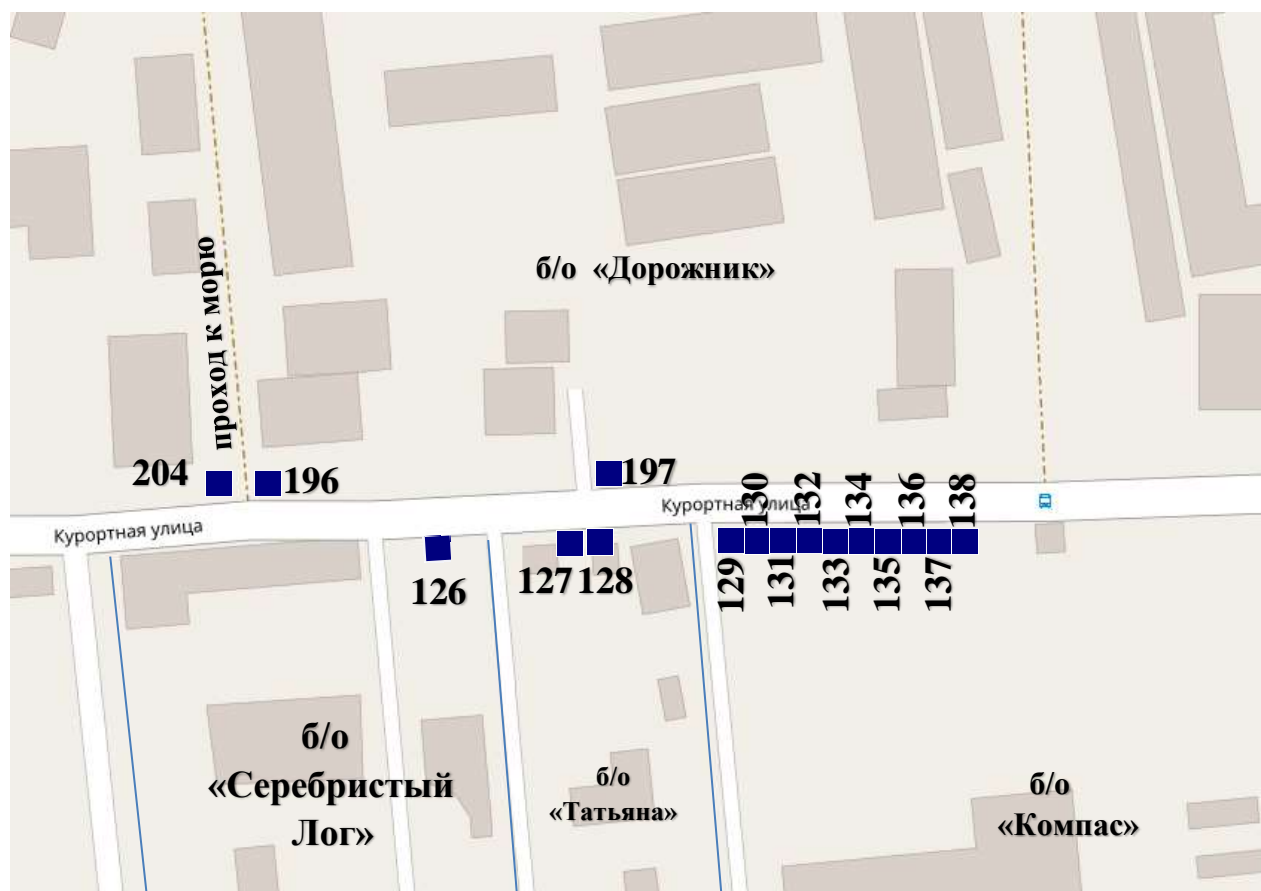 проход к морю
б/о «Дорожник»
204
196
197
Курортная улица
Курортная улица
130
132
134
136
138
126
127
128
129
131
133
135
137
б/о
«Серебристый
Лог»
б/о
«Татьяна»
б/о
«Компас»